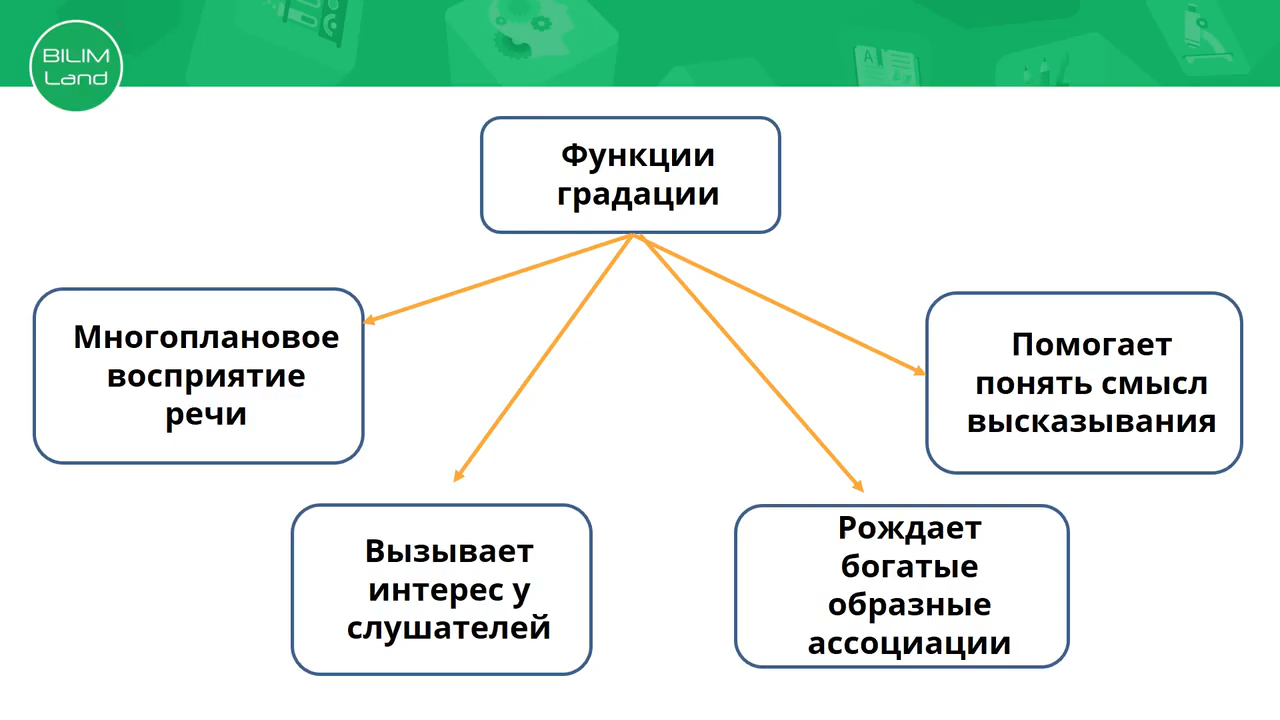 BILIM
Land
Функции
градации
Многоплановое
восприятие
речи
Помогает
понять смысл
высказывания
Вызывает
интерес у
слушателей
Рождает
богатые
образные
ассоциации